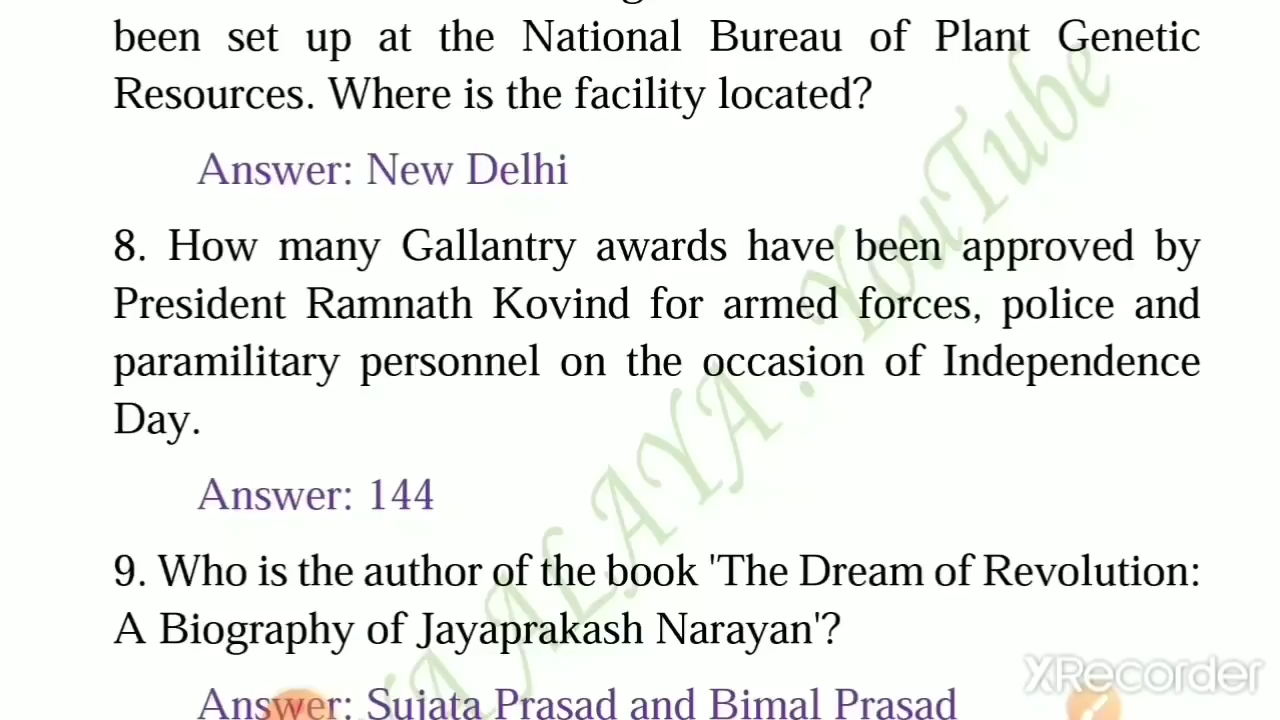 been set up at the National Bureau of Plant Genetic
Resources. Where is the facility located?
Answer: New Delhi
8. How many Gallantry awards have been approved by
President Ramnath Kovind for armed forces, police and
paramilitary personnel on the occasion of Independence
Day.
Answer: 144
9. Who is the author of the book 'The Dream of Revolution:
A Biography of Jayaprakash Narayan'?
Answer: Sujata Prasad and Bimal Prasad
ALAYA . YouTube
XRecorder